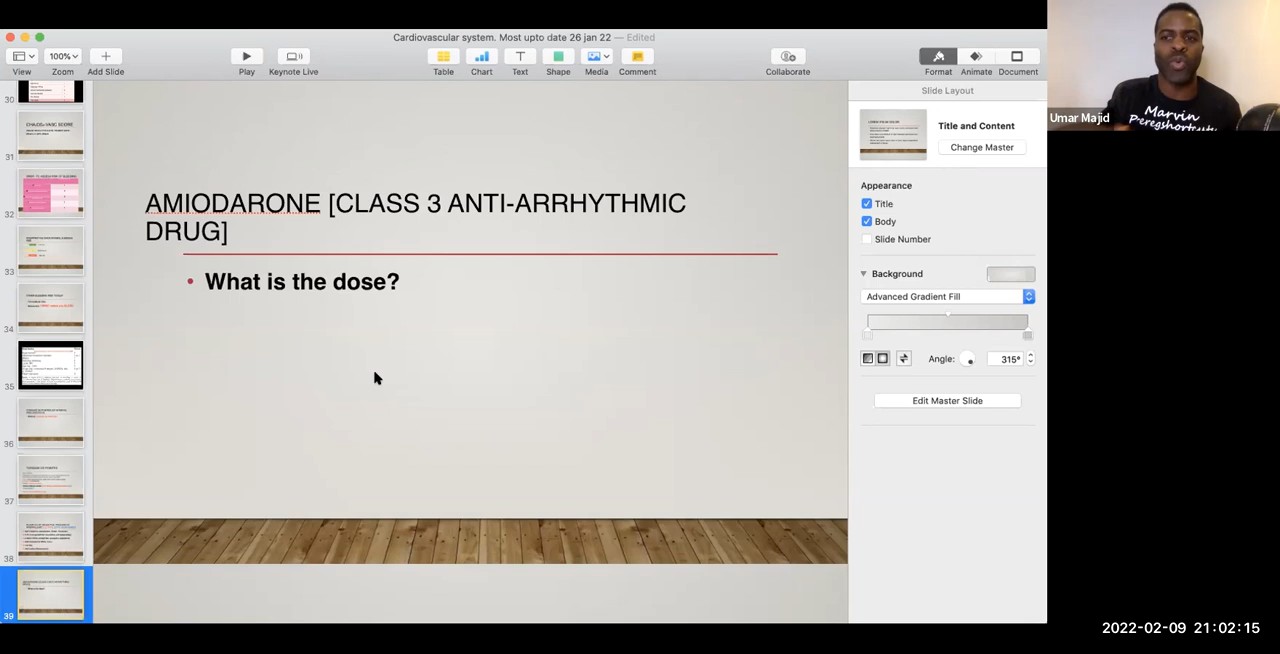 Cardiovascular system. Most upto date 26 jan 22 — Edited
100%
View
Zoom
Add Slide
Play
Keynote Live
Table
Chart
Text
Shape
Media
Comment
Collaborate
Format
Animate
Document
30
31
32
33
34
35
36
37
38
39
AMIODARONE [CLASS 3 ANTI-ARRHYTHMIC
DRUG]
• What is the dose?
Slide Layout
Title and Content
Change Master
Appearance
Title
Body
Slide Number
Background
Advanced Gradient Fill
Angle:
315°
Edit Master Slide
Marvin
Umar Majid
2022-02-09 21:02:15